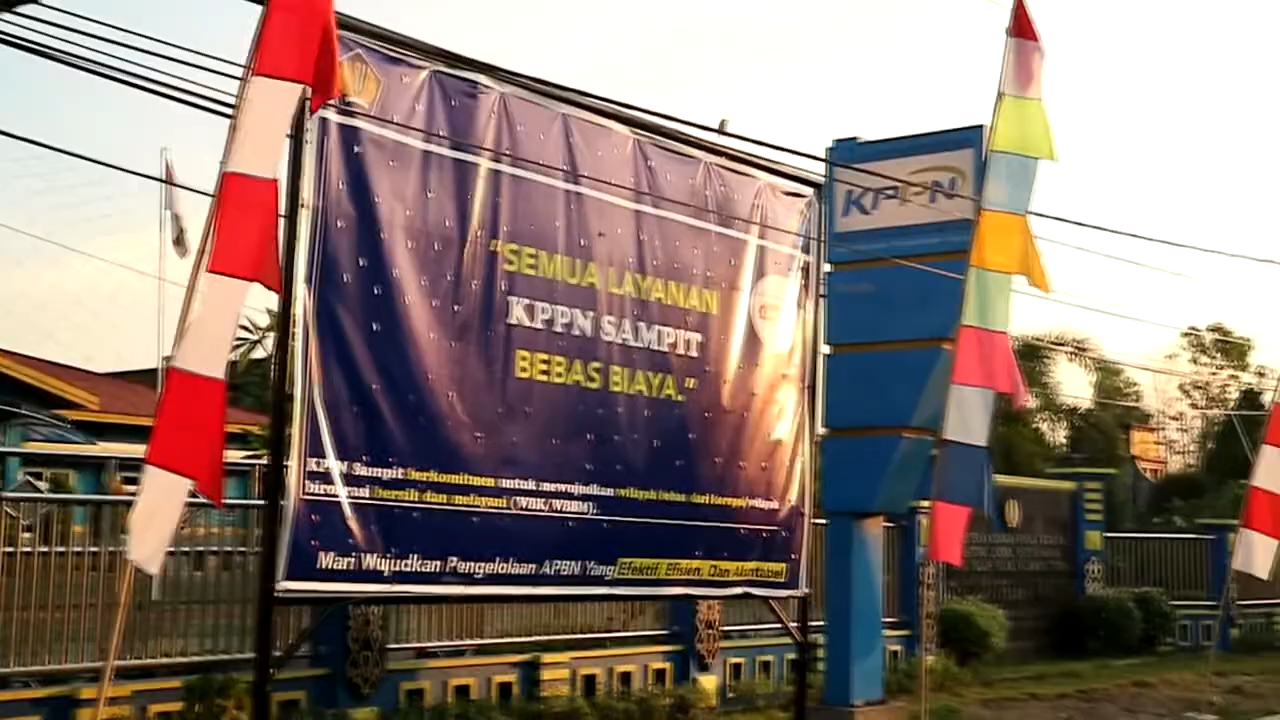 "SEMUA LAYANAN
KPPN SAMPIT
BEBAS BIAYA."
KPPN Sampit berkomitmen untuk mewujudkan wilayah bebas dari Korupsi/wilayah
birokrasi bersih dan melayani (WBK/WBBM).
Mari Wujudkan Pengelolaan APBN Yang Efektif, Efisien, Dan Akuntabel
KPPN